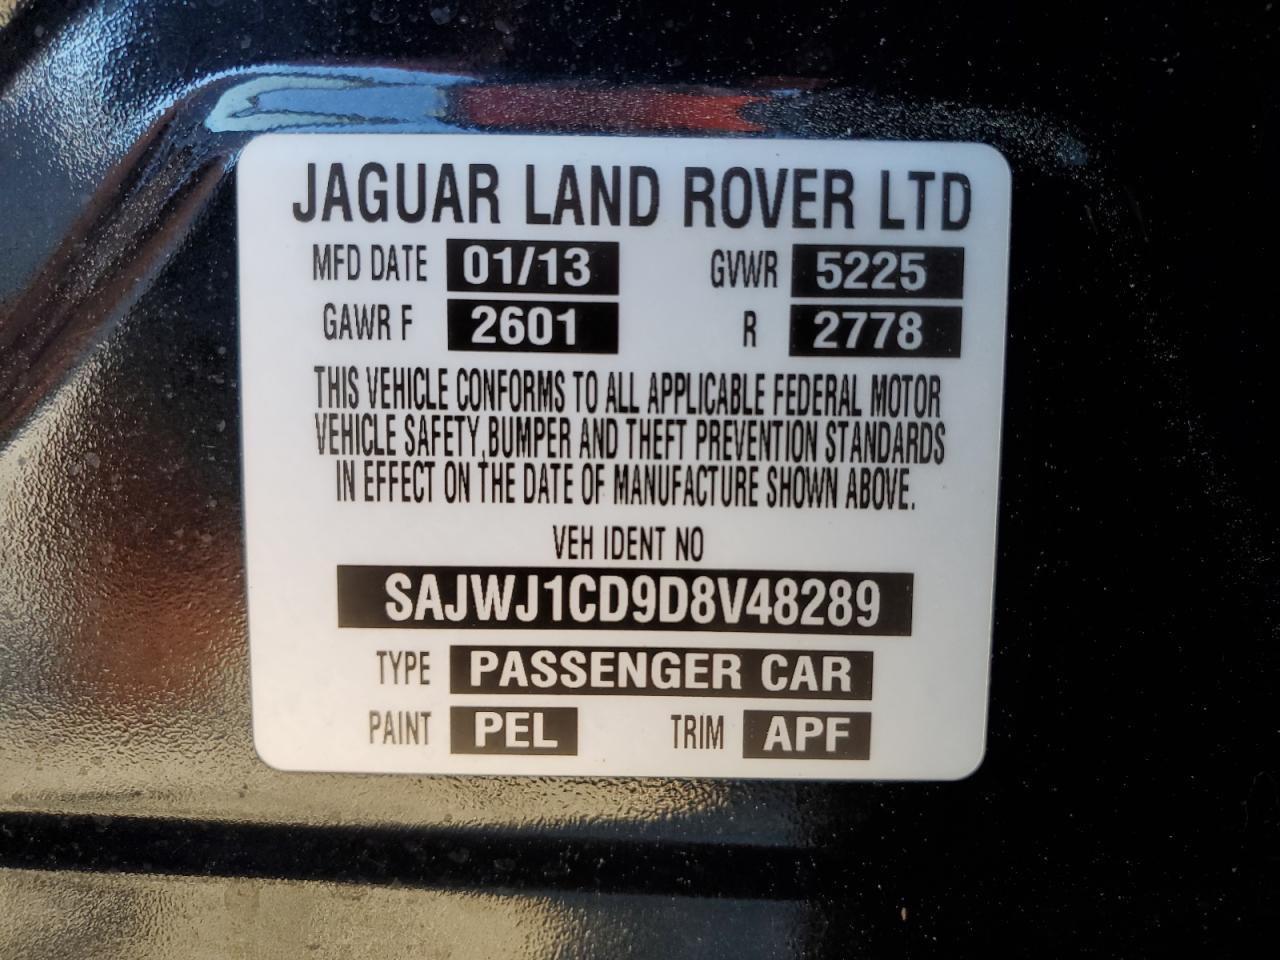 JAGUAR LAND ROVER LTD
MFD DATE 01/13 GVWR 5225
GAWR F 2601 R 2778
THIS VEHICLE CONFORMS TO ALL APPLICABLE FEDERAL MOTOR
VEHICLE SAFETY,BUMPER AND THEFT PREVENTION STANDARDS
IN EFFECT ON THE DATE OF MANUFACTURE SHOWN ABOVE.
VEH IDENT NO
SAJWJ1CD9D8V48289
TYPE PASSENGER CAR
PAINT PEL TRIM APF